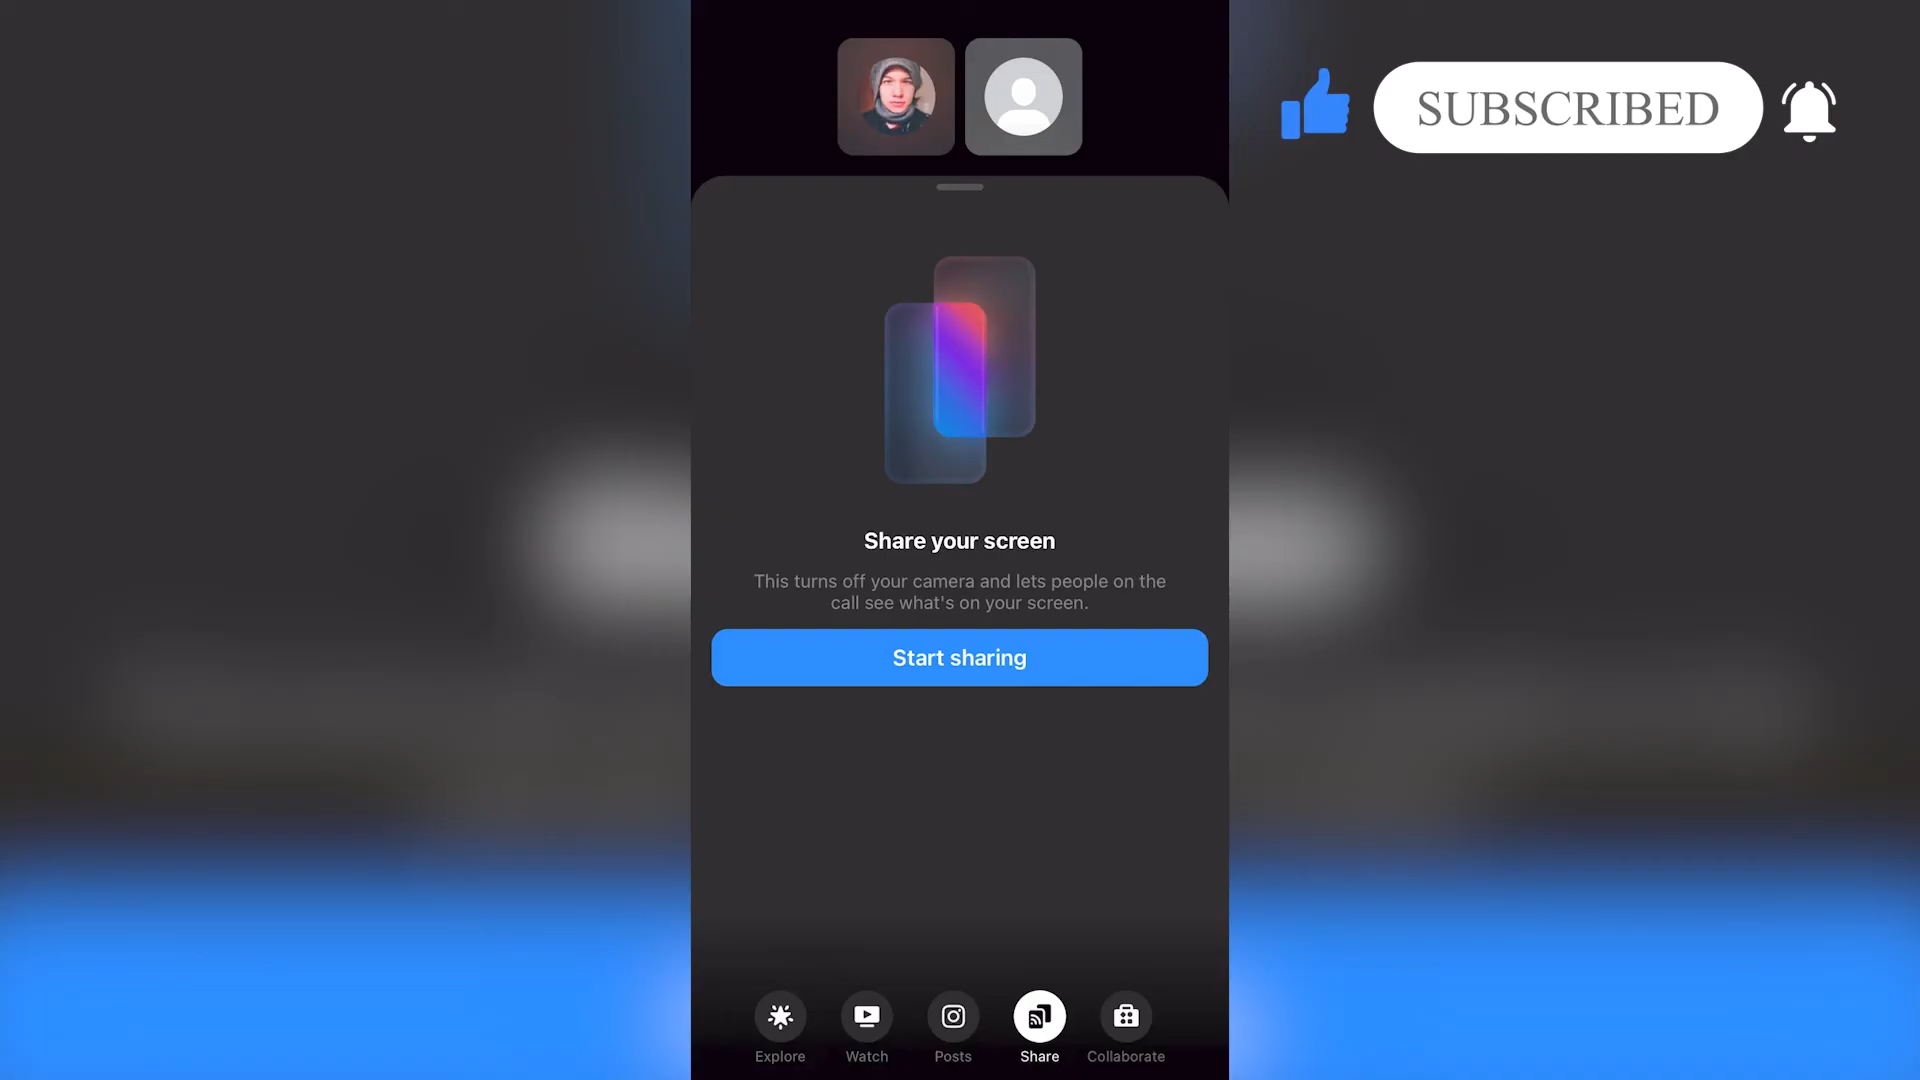 SUBSCRIBED
Share your screen
This turns off your camera and lets people on the
call see what's on your screen.
Start sharing
Explore
Watch
Posts
Share
Collaborate